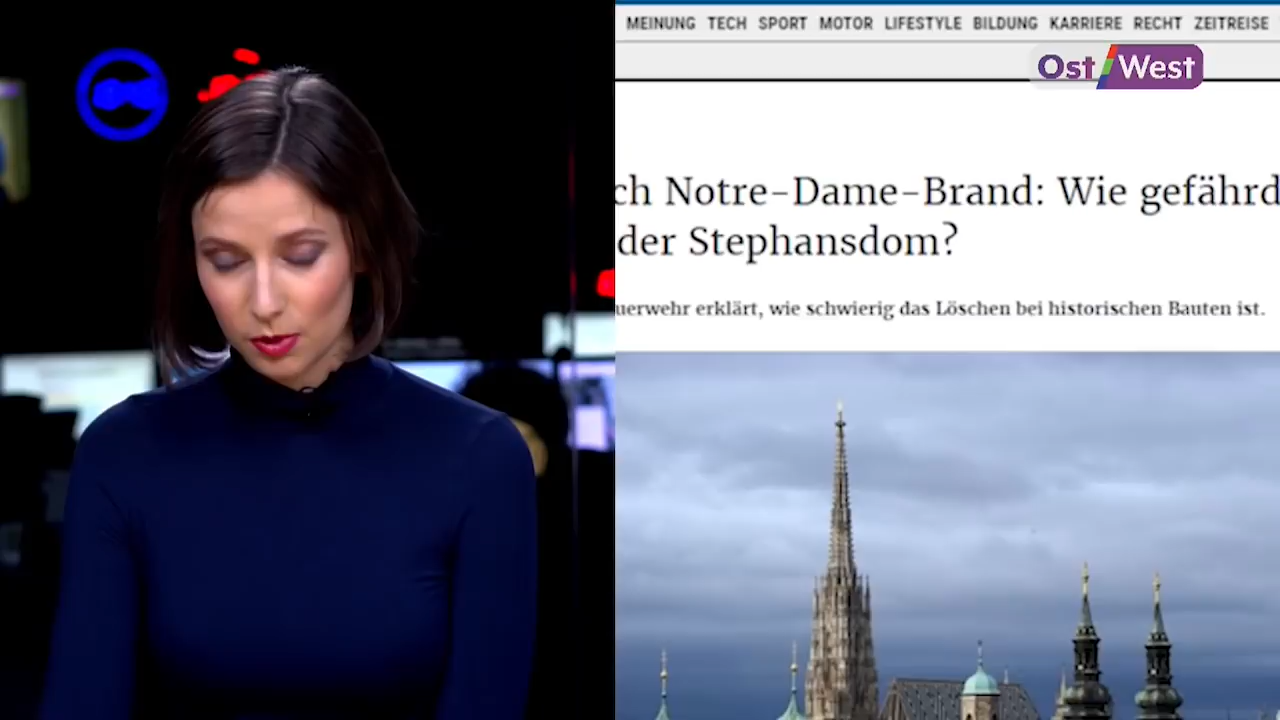 MEINUNG TECH SPORT MOTOR LIFESTYLE BILDUNG KARRIERE RECHT ZEITREISE
Ost West
ch Notre-Dame-Brand: Wie gefährd
der Stephansdom?
uerwehr erklärt, wie schwierig das Löschen bei historischen Bauten ist.